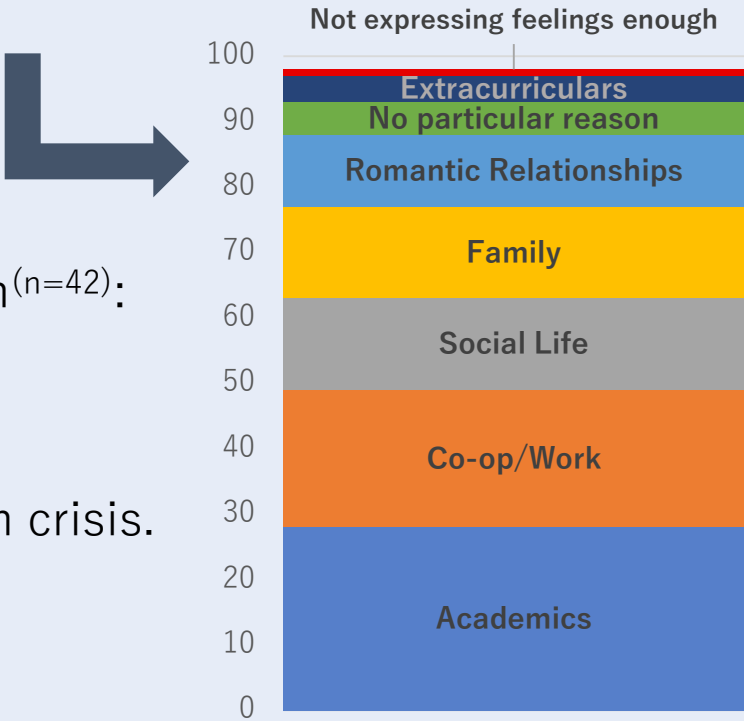 Not expressing feelings enough
100
Extracurriculars
90
No particular reason
Romantic Relationships
80
70
Family
(n=42):
60
Social Life
50
40
Co-op/Work
30
crisis.
20
Academics
10
0